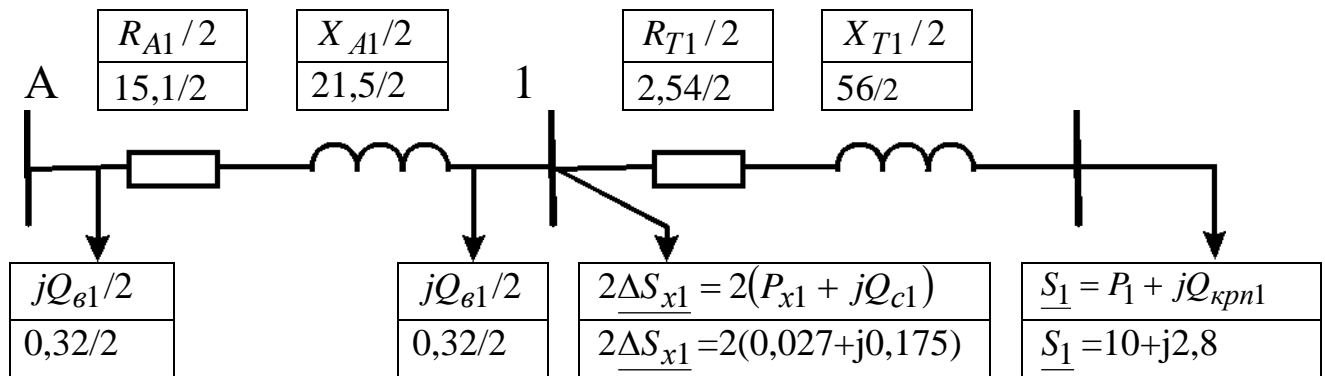 R_A1 / 2
15,1/2
X_A1/2
21,5/2
R_T1 / 2
2,54/2
X_T1 / 2
56/2
А
1
jQ_в1/2
0,32/2
jQ_в1/2
0,32/2
2ΔS_x1 = 2(P_x1 + jQ_c1)
2ΔS_x1 =2(0,027+j0,175)
S_1 = P_1 + jQ_крп1
S_1 =10+j2,8